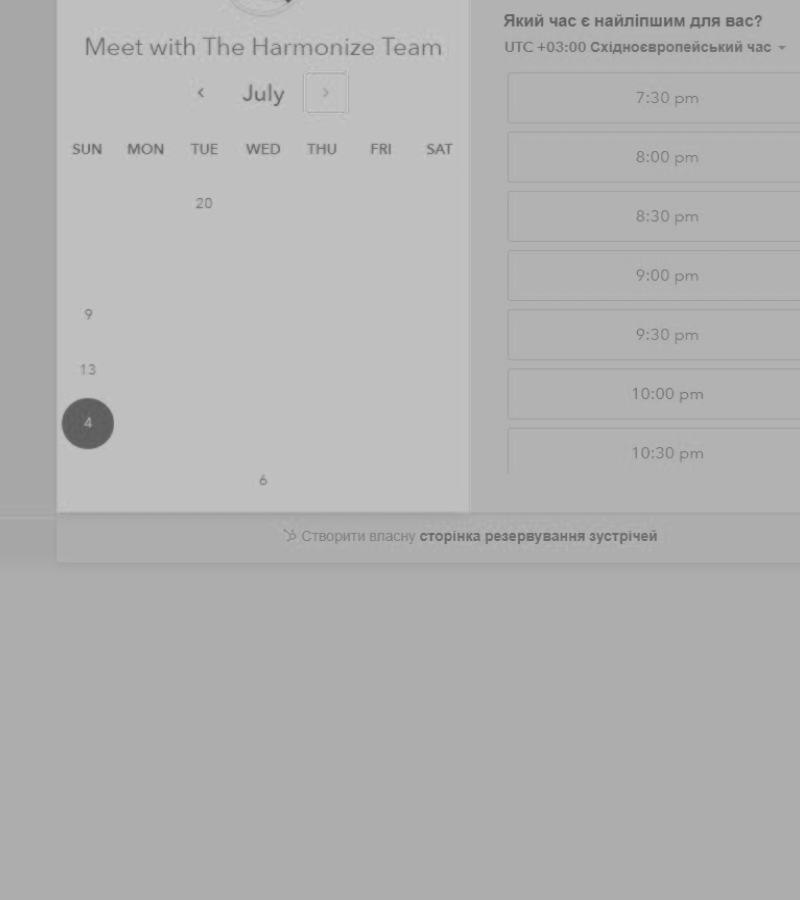 Meet with The Harmonize Team
July
SUN MON TUE WED THU FRI SAT
20
9
13
4
6
Який час є найліпшим для вас?
UTC +03:00 Східноєвропейський час
7:30 pm
8:00 pm
8:30 pm
9:00 pm
9:30 pm
10:00 pm
10:30 pm
Створити власну сторінка резервування зустрічей